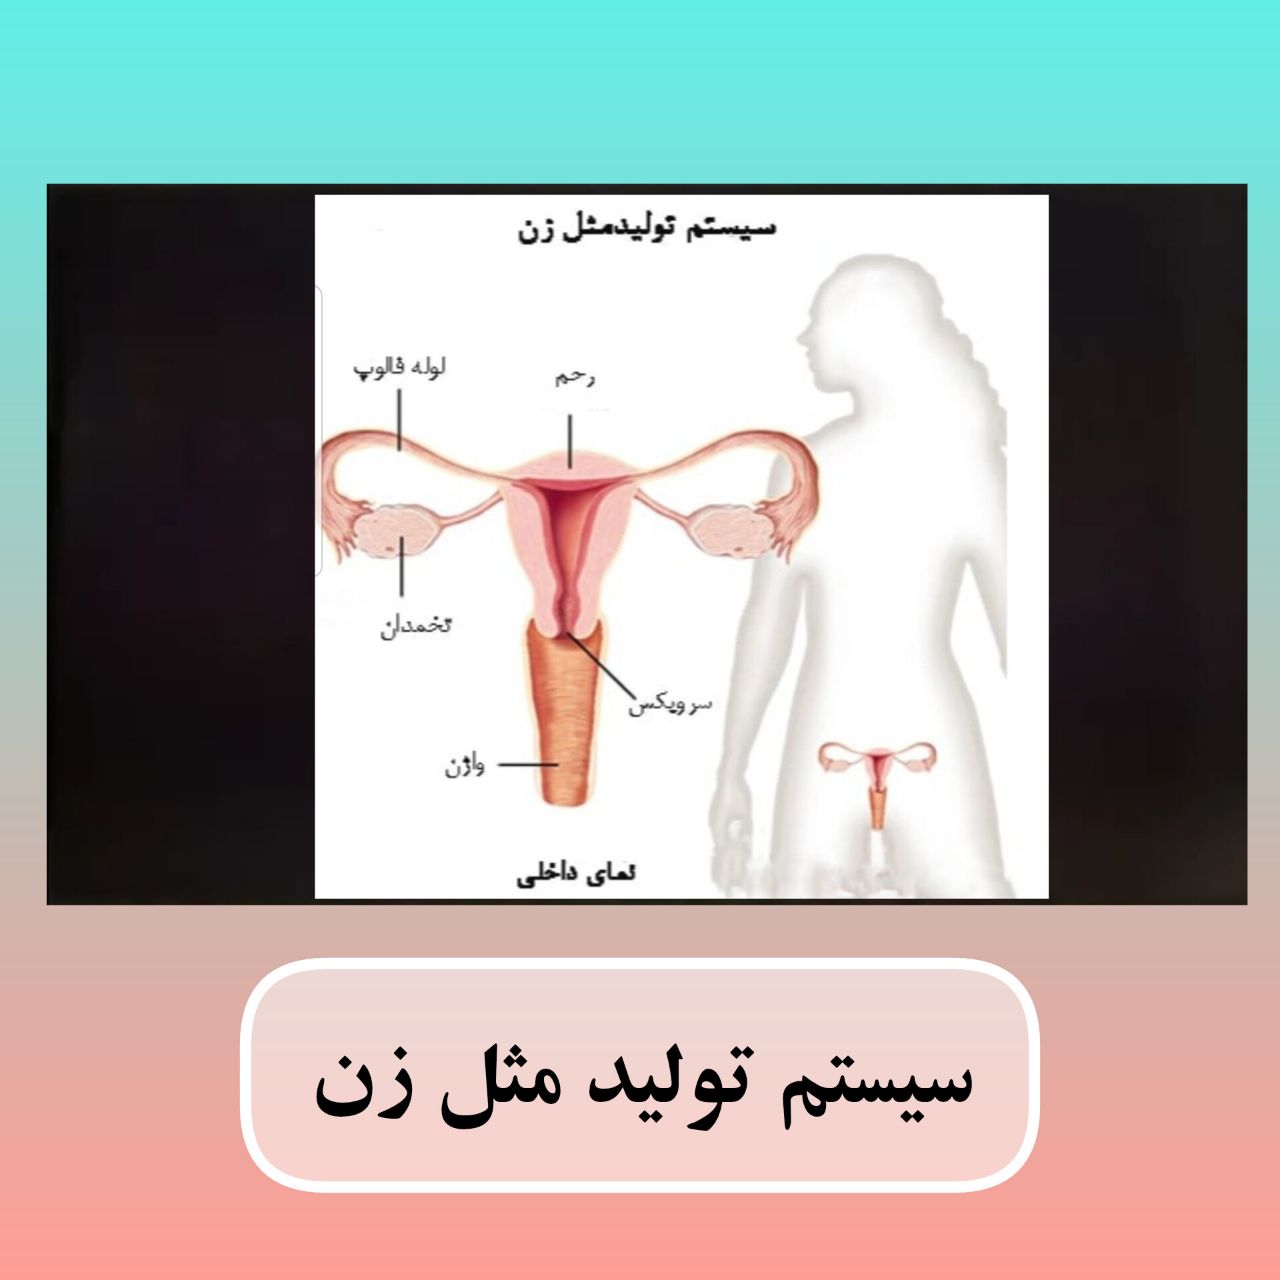 سیستم تولیدمثل زن
لوله فالوپ
رحم
تخمدان
سرویکس
واژن
نمای داخلی
سیستم تولید مثل زن